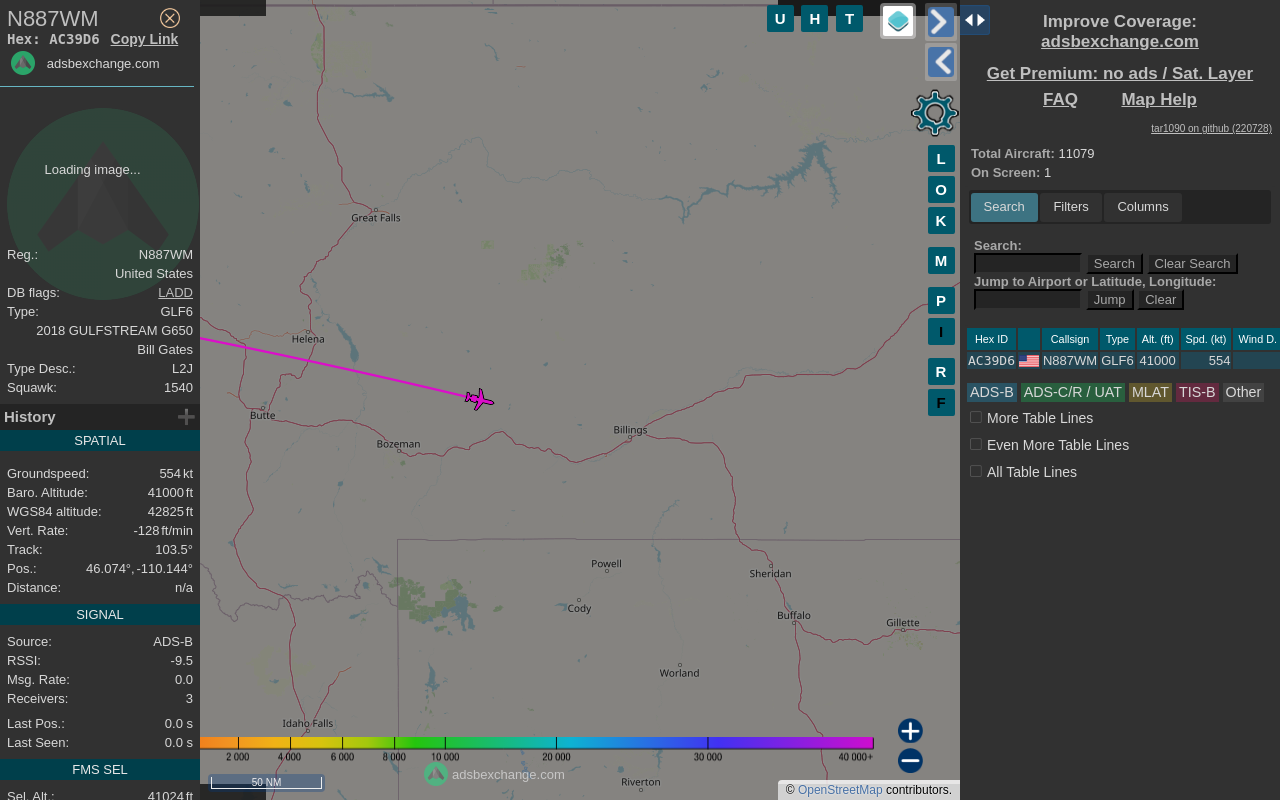 N887WM
Hex: AC39D6 Copy Link
adsbexchange.com
Loading image...
Reg.: N887WM
United States
DB flags: LADD
Type: GLF6
2018 GULFSTREAM G650
Bill Gates
Type Desc.: L2J
Squawk: 1540
History
SPATIAL
Groundspeed: 554 kt
Baro. Altitude: 41000 ft
WGS84 altitude: 42825 ft
Vert. Rate: -128 ft/min
Track: 103.5°
Pos.: 46.074°, -110.144°
Distance: n/a
SIGNAL
Source: ADS-B
RSSI: -9.5
Msg. Rate: 0.0
Receivers: 3
Last Pos.: 0.0 s
Last Seen: 0.0 s
FMS SEL
Sel. Alt.: 41024 ft
U H T
L
O
K
M
P
I
R
F
Great Falls
Helena
Butte
Bozeman
Billings
Powell
Cody
Sheridan
Buffalo
Gillette
Worland
Idaho Falls
Riverton
2 000 4 000 6 000 8 000 10 000 20 000 30 000 40 000+
50 NM
adsbexchange.com
© OpenStreetMap contributors.
Improve Coverage:
adsbexchange.com
Get Premium: no ads / Sat. Layer
FAQ Map Help
tar1090 on github (220728)
Total Aircraft: 11079
On Screen: 1
Search Filters Columns
Search:
Search Clear Search
Jump to Airport or Latitude, Longitude:
Jump Clear
Hex ID Callsign Type Alt. (ft) Spd. (kt) Wind D.
AC39D6 N887WM GLF6 41000 554
ADS-B ADS-C/R / UAT MLAT TIS-B Other
More Table Lines
Even More Table Lines
All Table Lines